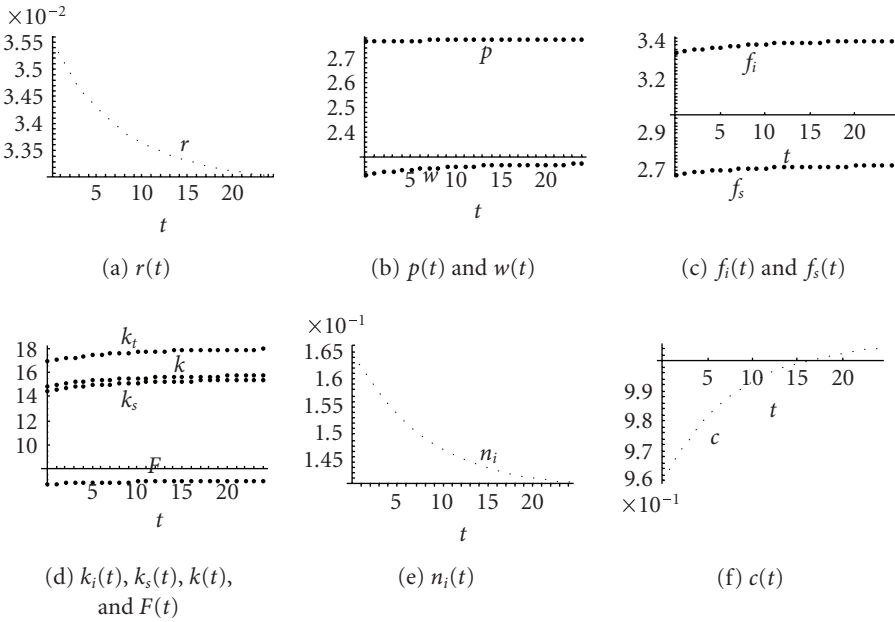 ×10⁻²
3.55
3.5
3.45
3.4
3.35
r
5 10 15 20
t
(a) r(t)
2.7
2.6
2.5
2.4
p
w
5 10 15 20
t
(b) p(t) and w(t)
3.4
3.2
2.9
2.7
f_i
5 10 15 20
t
f_s
(c) f_i(t) and f_s(t)
18
16
14
12
10
k_t
k
k_s
F
5 10 15 20
t
(d) k_i(t), k_s(t), k(t),
and F(t)
×10⁻¹
1.65
1.6
1.55
1.5
1.45
n_i
5 10 15 20
t
(e) n_i(t)
5 10 15 20
t
9.9
9.8
9.7
9.6
c
×10⁻¹
(f) c(t)